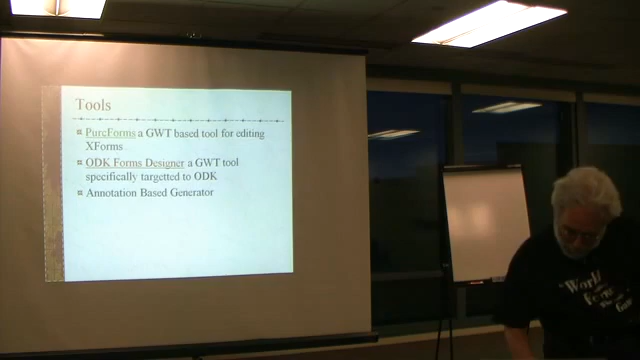 Tools
PurcForms a GWT based tool for editing
XForms
ODK Forms Designer a GWT tool
specifically targetted to ODK
Annotation Based Generator
"World